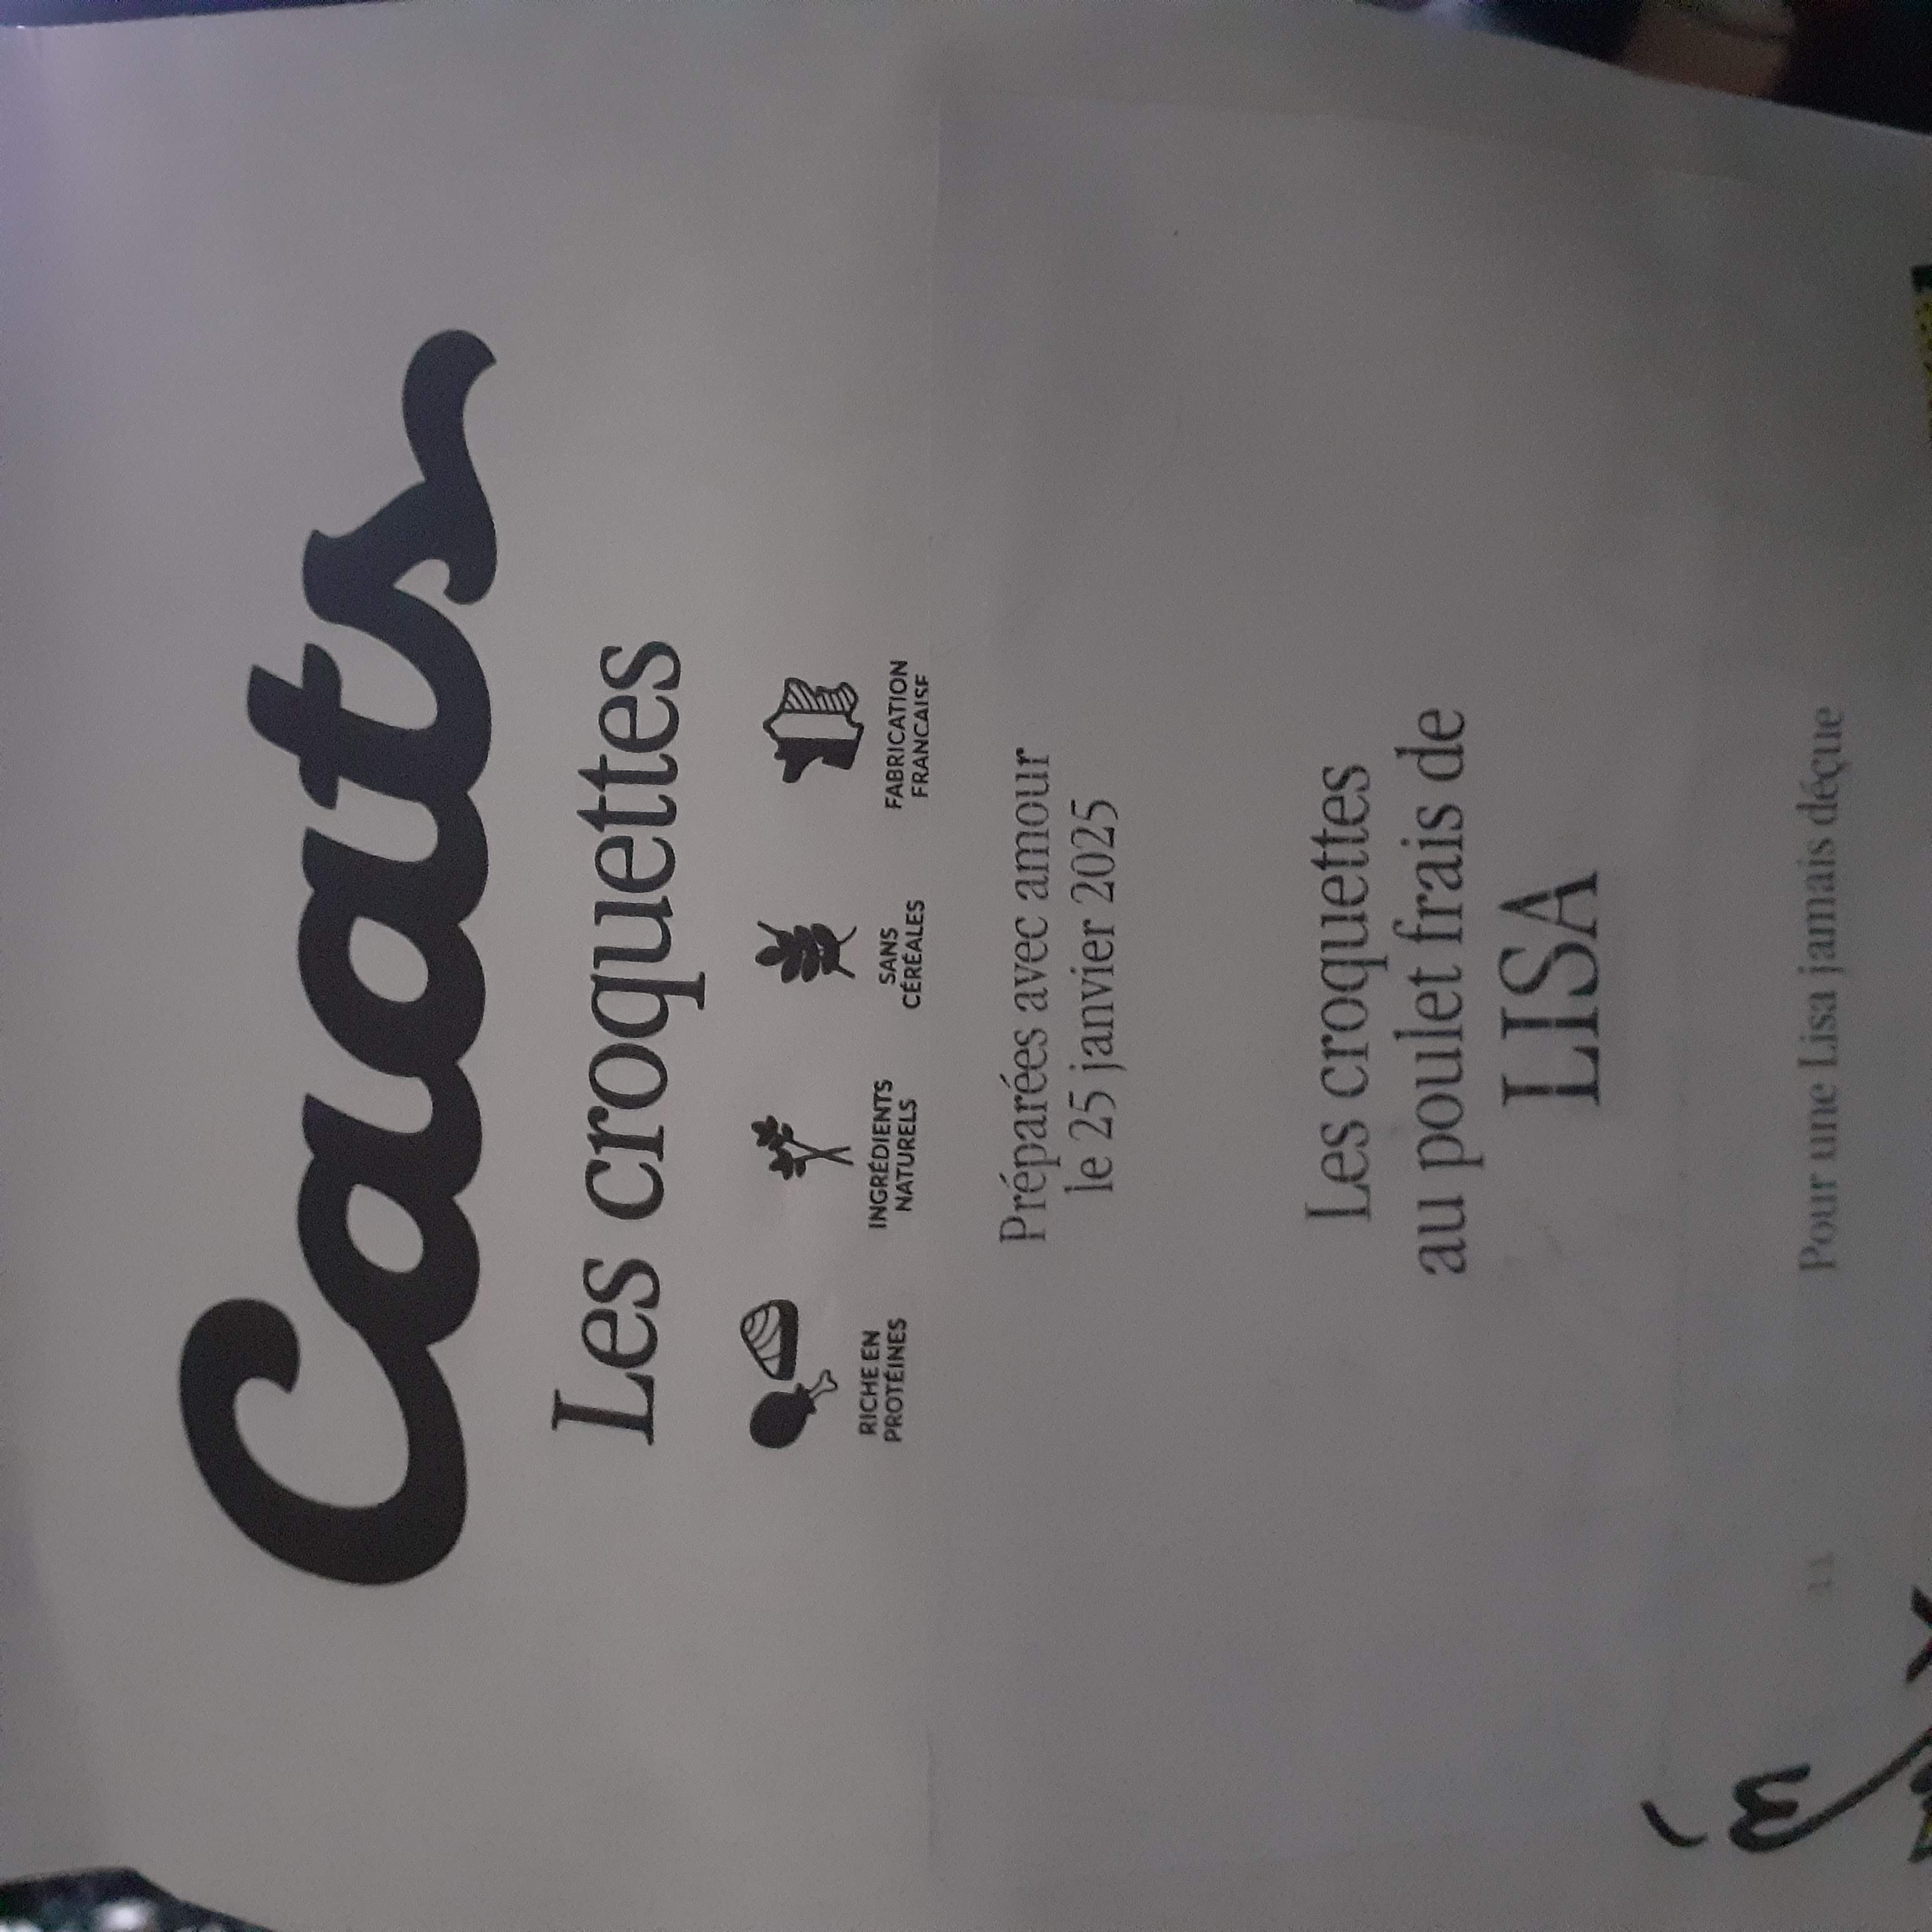 Caats
Les croquettes
RICHE EN
PROTÉINES
INGRÉDIENTS
NATURELS
SANS
CÉRÉALES
FABRICATION
FRANCAISE
Préparées avec amour
le 25 janvier 2025
Les croquettes
au poulet frais de
LISA
Pour une Lisa jamais déçue